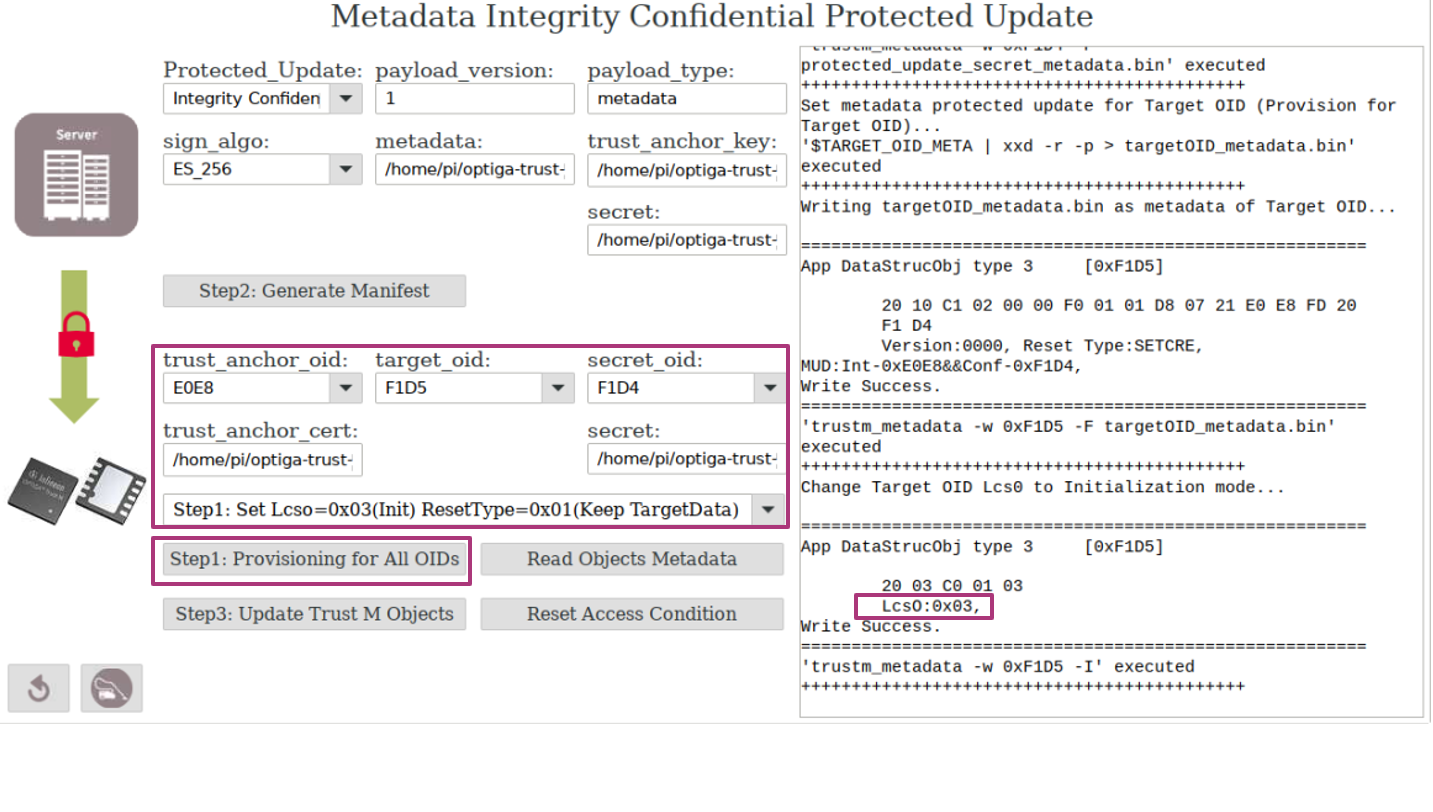 Metadata Integrity Confidential Protected Update
Server
Protected_Update:
payload_version:
payload_type:
Integrity Confiden
1
metadata
sign_algo:
metadata:
trust_anchor_key:
ES_256
/home/pi/optiga-trust-
/home/pi/optiga-trust-
secret:
/home/pi/optiga-trust-
Step2: Generate Manifest
trust_anchor_oid:
target_oid:
secret_oid:
E0E8
F1D5
F1D4
trust_anchor_cert:
secret:
/home/pi/optiga-trust-
/home/pi/optiga-trust-
Step1: Set Lcso=0x03(Init) ResetType=0x01(Keep TargetData)
Step1: Provisioning for All OIDs
Read Objects Metadata
Step3: Update Trust M Objects
Reset Access Condition
'trustm_metadata -w 0xF1D4 -F
protected_update_secret_metadata.bin' executed
++++++++++++++++++++++++++++++++++++++++++++
Set metadata protected update for Target OID (Provision for
Target OID)...
'$TARGET_OID_META | xxd -r -p > targetOID_metadata.bin'
executed
++++++++++++++++++++++++++++++++++++++++++++
Writing targetOID_metadata.bin as metadata of Target OID...
========================================================
App DataStrucObj type 3     [0xF1D5]
20 10 C1 02 00 00 F0 01 01 D8 07 21 E0 E8 FD 20
F1 D4
Version:0000, Reset Type:SETCRE,
MUD:Int-0xE0E8&&Conf-0xF1D4,
Write Success.
========================================================
'trustm_metadata -w 0xF1D5 -F targetOID_metadata.bin'
executed
++++++++++++++++++++++++++++++++++++++++++++
Change Target OID Lcs0 to Initialization mode...
========================================================
App DataStrucObj type 3     [0xF1D5]
20 03 C0 01 03
LcsO:0x03,
Write Success.
========================================================
'trustm_metadata -w 0xF1D5 -I' executed
++++++++++++++++++++++++++++++++++++++++++++